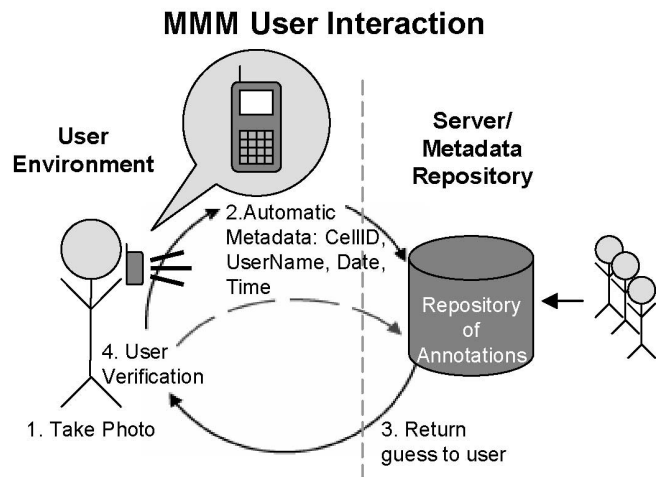 MMM User Interaction
User
Environment
Server/
Metadata
Repository
2.Automatic
Metadata: CellID,
UserName, Date,
Time
Repository
of
Annotations
4. User
Verification
1. Take Photo
3. Return
guess to user